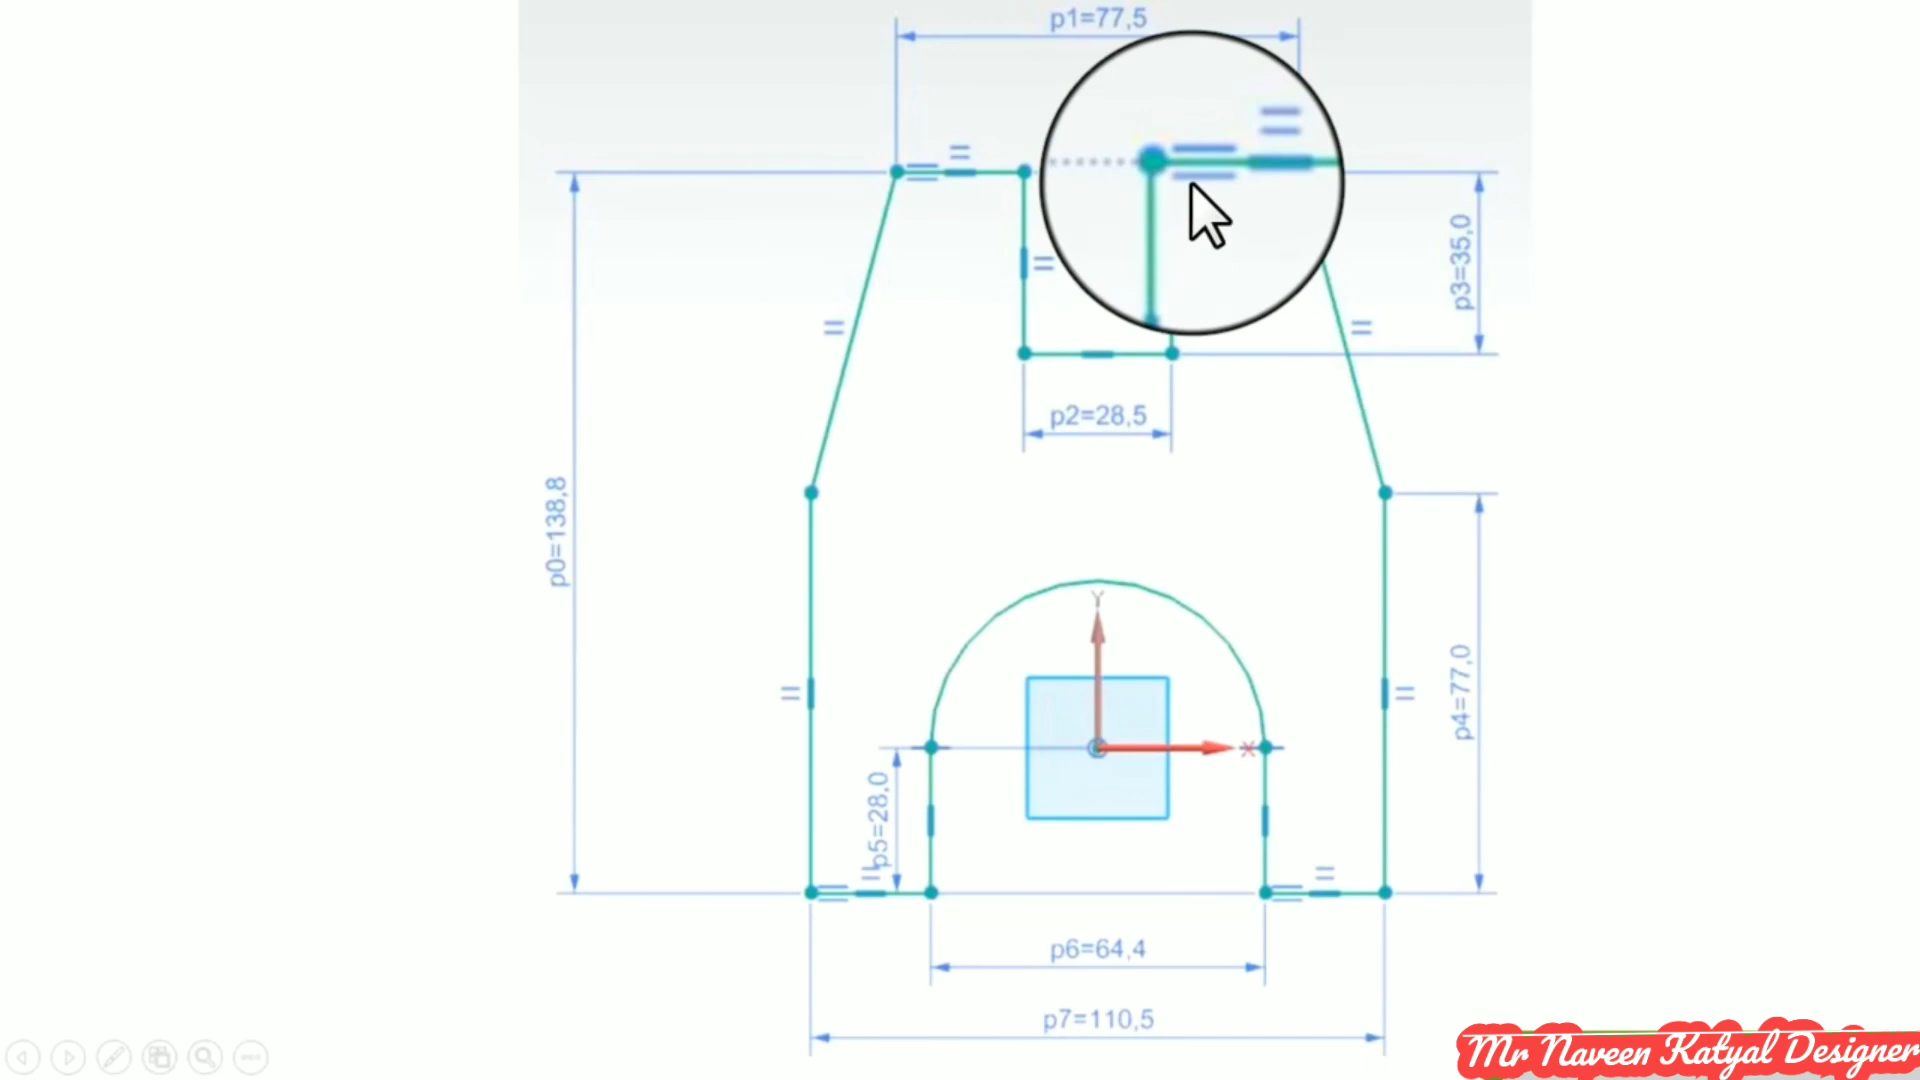 p1=77,5
p3=35,0
p2=28,5
p0=138,8
Y
X
p4=77,0
p5=28,0
p6=64,4
p7=110,5
Mr Naveen Katyal Designer